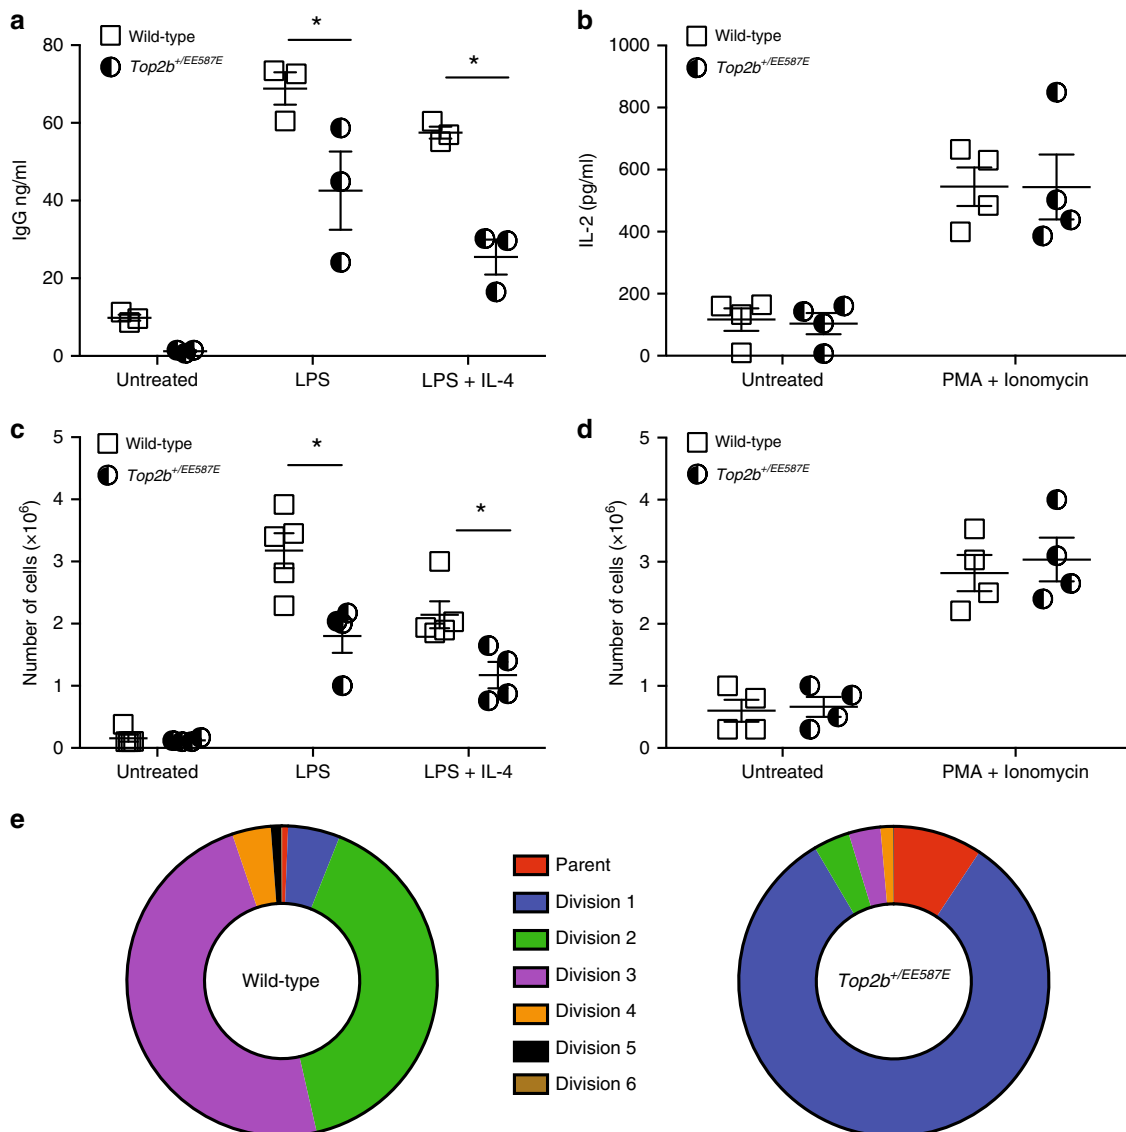 a
Wild-type
Top2b+/EE587E
*
*
IgG ng/ml
80
60
40
20
0
Untreated
LPS
LPS + IL-4
b
Wild-type
Top2b+/EE587E
IL-2 (pg/ml)
1000
800
600
400
200
0
Untreated
PMA + Ionomycin
c
Wild-type
Top2b+/EE587E
*
*
Number of cells (×10⁶)
5
4
3
2
1
0
Untreated
LPS
LPS + IL-4
d
Wild-type
Top2b+/EE587E
Number of cells (×10⁶)
5
4
3
2
1
0
Untreated
PMA + Ionomycin
e
Wild-type
Parent
Division 1
Division 2
Division 3
Division 4
Division 5
Division 6
Top2b+/EE587E